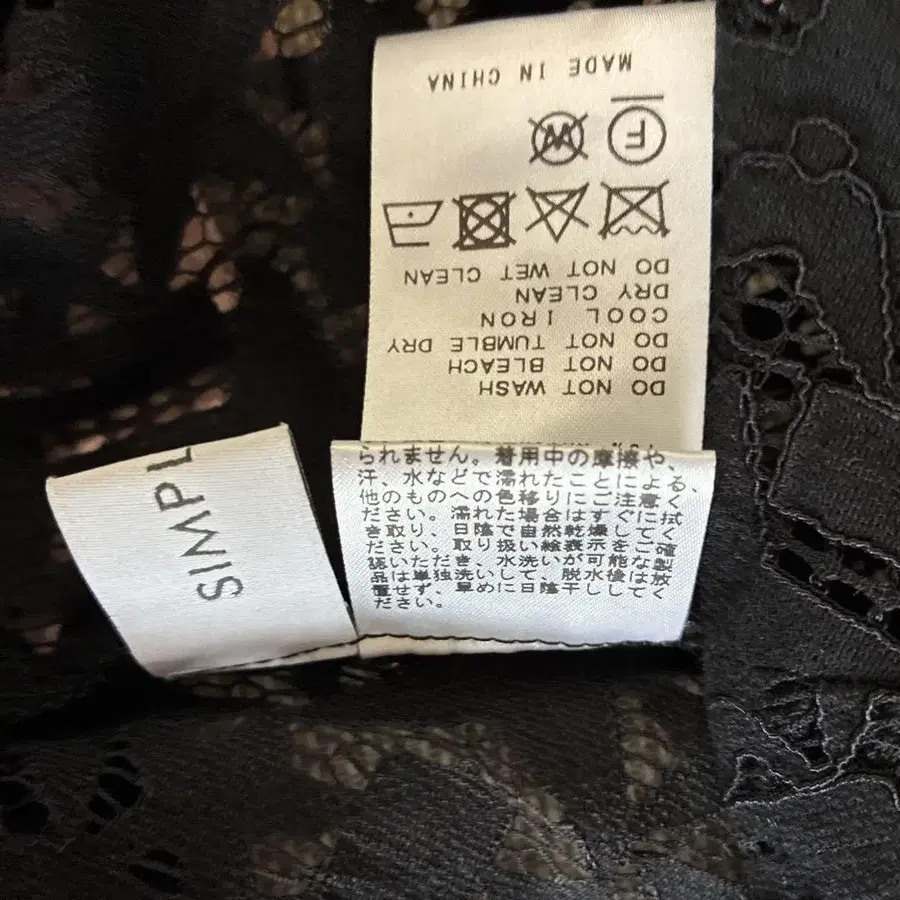 DO NOT WASH
DO NOT BLEACH
DO NOT TUMBLE DRY
COOL IRON
DRY CLEAN
DO NOT WET CLEAN
F W
MADE IN CHINA
SIMPL
られません。着用中の摩擦や、
汗、水などで濡れたことによる、
他のものへの色移りにご注意く
ださい。濡れた場合はすぐに拭
き取り、日陰で自然乾燥してく
ださい。取り扱い絵表示をご確
認いただき、水洗いが可能な製
品は単独洗いして、脱水後は放
置せず、早めに日陰干ししてく
ださい。